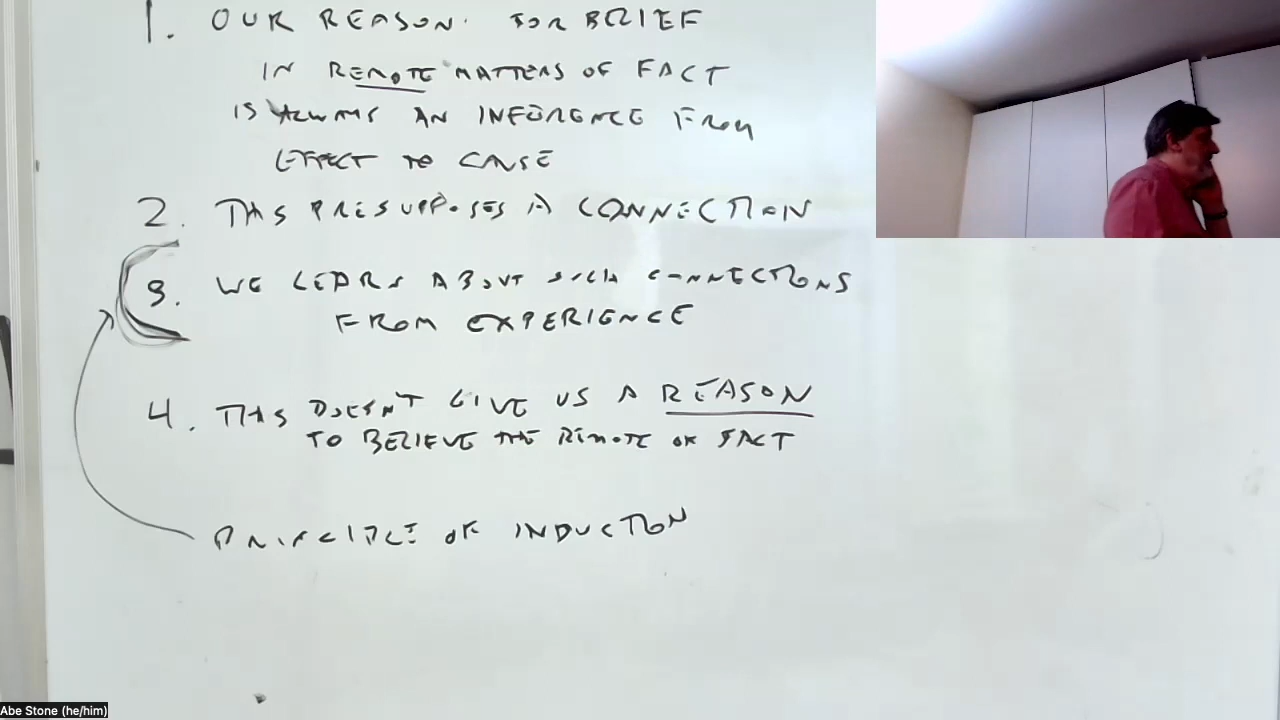 1. OUR REASON FOR BELIEF
IN REMOTE MATTERS OF FACT
IS ALWAYS AN INFERENCE FROM
EFFECT TO CAUSE
2. THIS PRESUPPOSES A CONNECTION
3. WE LEARN ABOUT SUCH CONNECTIONS
FROM EXPERIENCE
4. THIS DOESN'T GIVE US A REASON
TO BELIEVE THE REMOTE OF FACT
PRINCIPLE OF INDUCTION
Abe Stone (he/him)